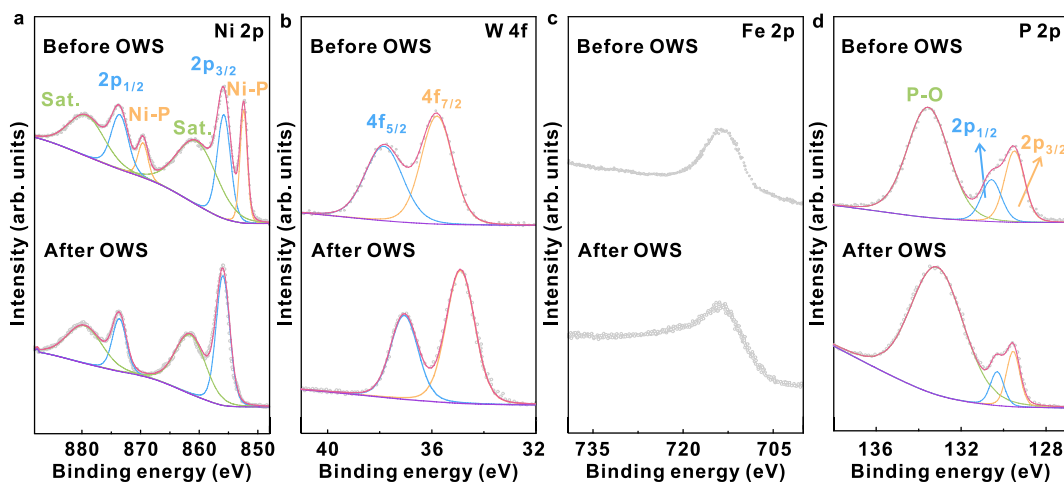 a
Ni 2p
Before OWS
2p1/2
2p3/2
Sat.
Ni-P
Sat.
Ni-P
After OWS
Intensity (arb. units)
880 870 860 850
Binding energy (eV)
b
W 4f
Before OWS
4f5/2
4f7/2
After OWS
Intensity (arb. units)
40 36 32
Binding energy (eV)
c
Fe 2p
Before OWS
After OWS
Intensity (arb. units)
735 720 705
Binding energy (eV)
d
P 2p
Before OWS
P-O
2p1/2
2p3/2
After OWS
Intensity (arb. units)
136 132 128
Binding energy (eV)